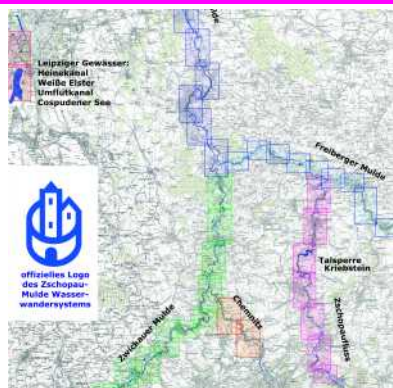 ulde
Leipziger Gewässer:
Heinekanal
Weiße Elster
Umflutkanal
Cospudener See
Freiberger Mulde
offizielles Logo
des Zschopau-
Mulde Wasser-
wandersystems
Talsperre
Kriebstein
Zwickauer Mulde
Chemnitz
Zschopaufluss